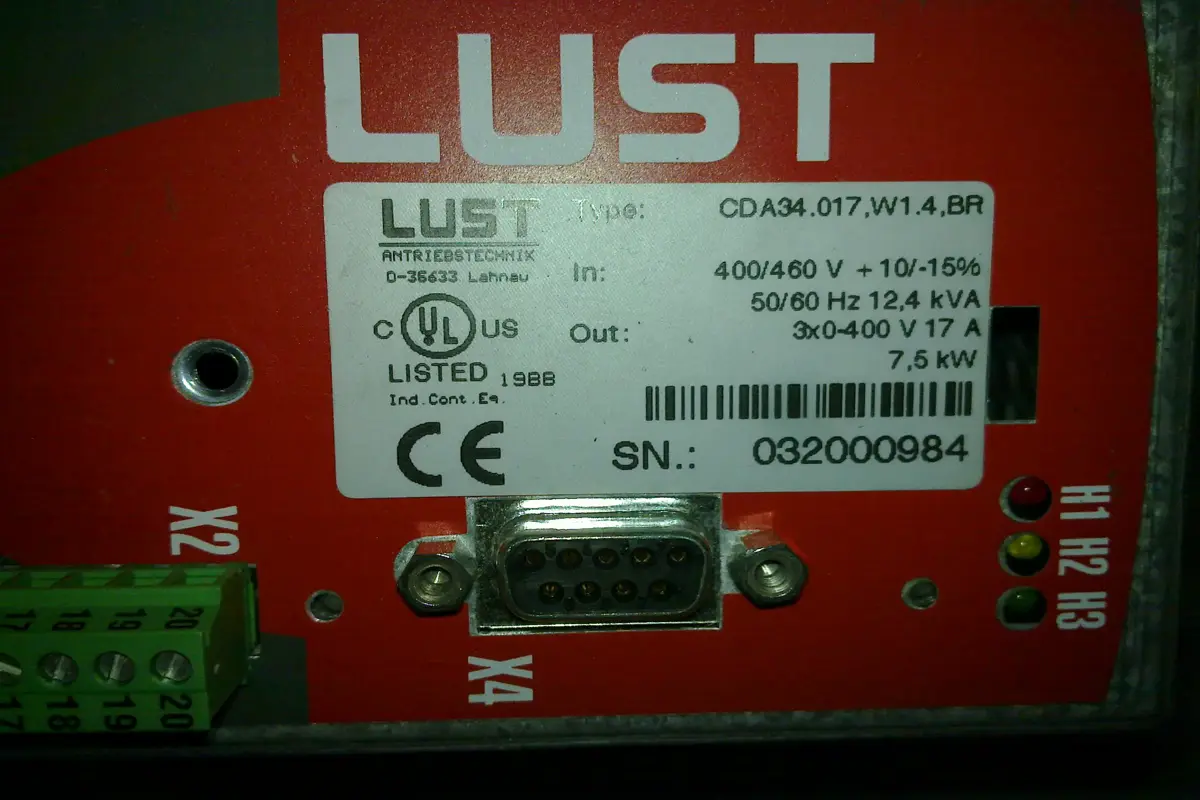 LUST
LUST
ANTRIEBSTECHNIK
D-35633 Lahnau
C UL US
LISTED 19BB
Ind.Cont.Eq.
CE
Type: CDA34.017,W1.4,BR
In: 400/460 V +10/-15%
50/60 Hz 12,4 kVA
Out: 3x0-400 V 17 A
7,5 kW
SN.: 032000984
X2
H1 H2 H3
X4
17 18 19 20
17 18 19 20